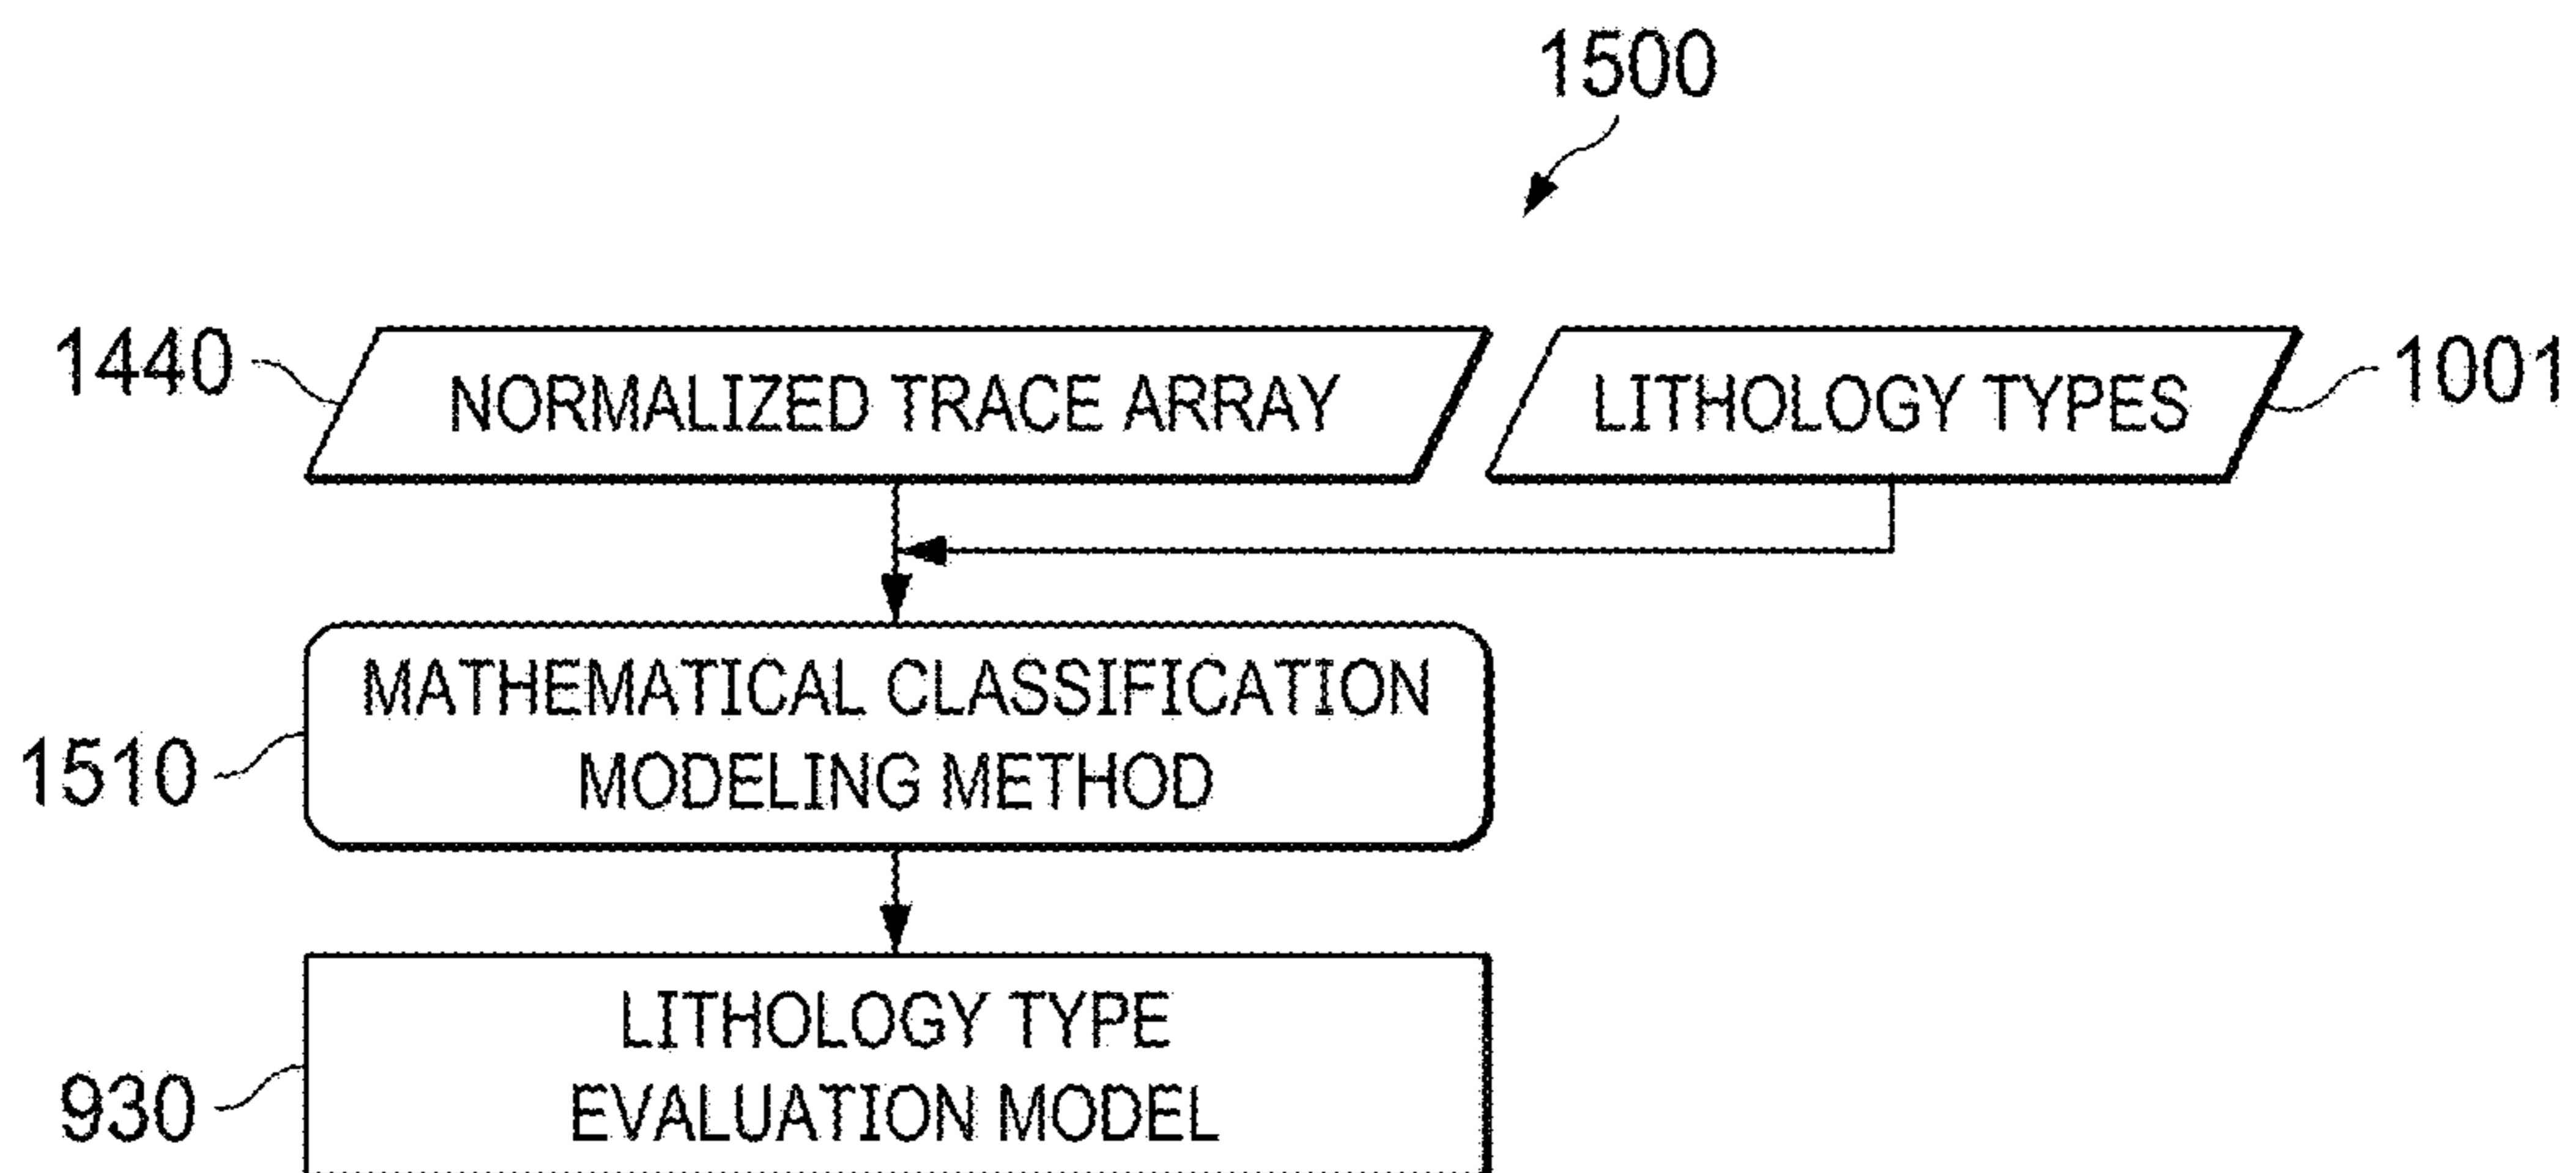 1500
1440
NORMALIZED TRACE ARRAY
LITHOLOGY TYPES
1001
MATHEMATICAL CLASSIFICATION
MODELING METHOD
1510
LITHOLOGY TYPE
EVALUATION MODEL
930